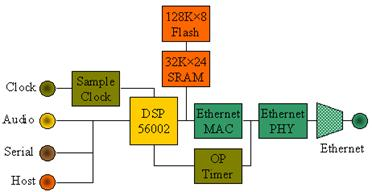 128K×8
Flash
32K×24
SRAM
Clock
Sample
Clock
Audio
DSP
56002
Ethernet
MAC
Ethernet
PHY
Ethernet
Serial
OP
Timer
Host